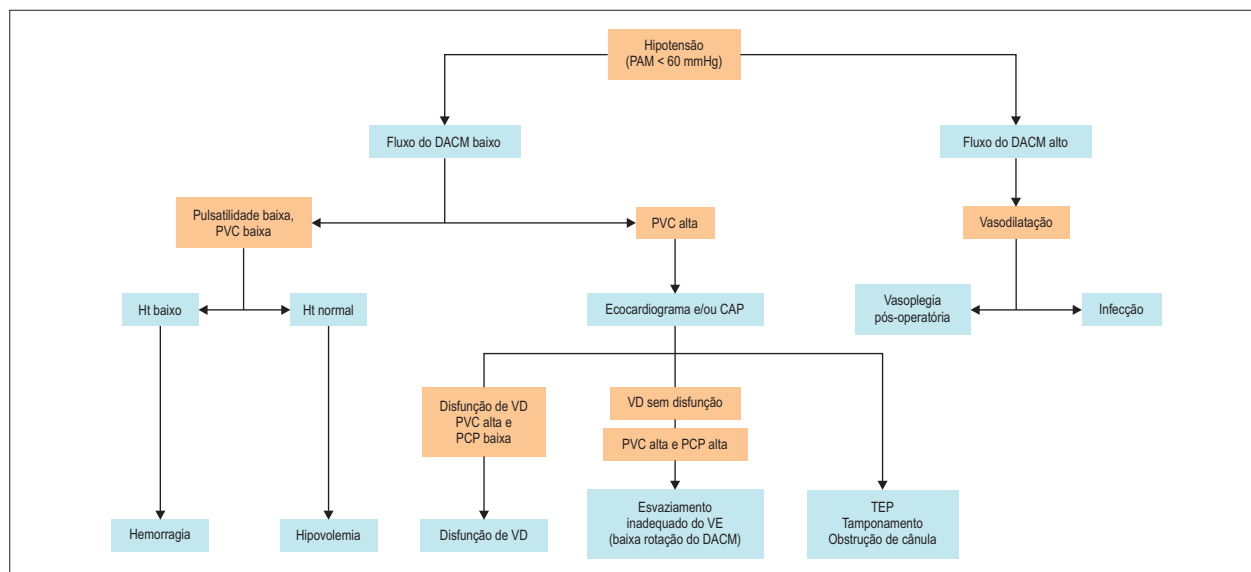 Hipotensão
(PAM < 60 mmHg)
Fluxo do DACM baixo
Fluxo do DACM alto
Pulsatilidade baixa,
PVC baixa
PVC alta
Vasodilatação
Ht baixo
Ht normal
Ecocardiograma e/ou CAP
Vasoplegia
pós-operatória
Infecção
Disfunção de VD
PVC alta e
PCP baixa
VD sem disfunção
PVC alta e PCP alta
Hemorragia
Hipovolemia
Disfunção de VD
Esvaziamento
inadequado do VE
(baixa rotação do DACM)
TEP
Tamponamento
Obstrução de cânula